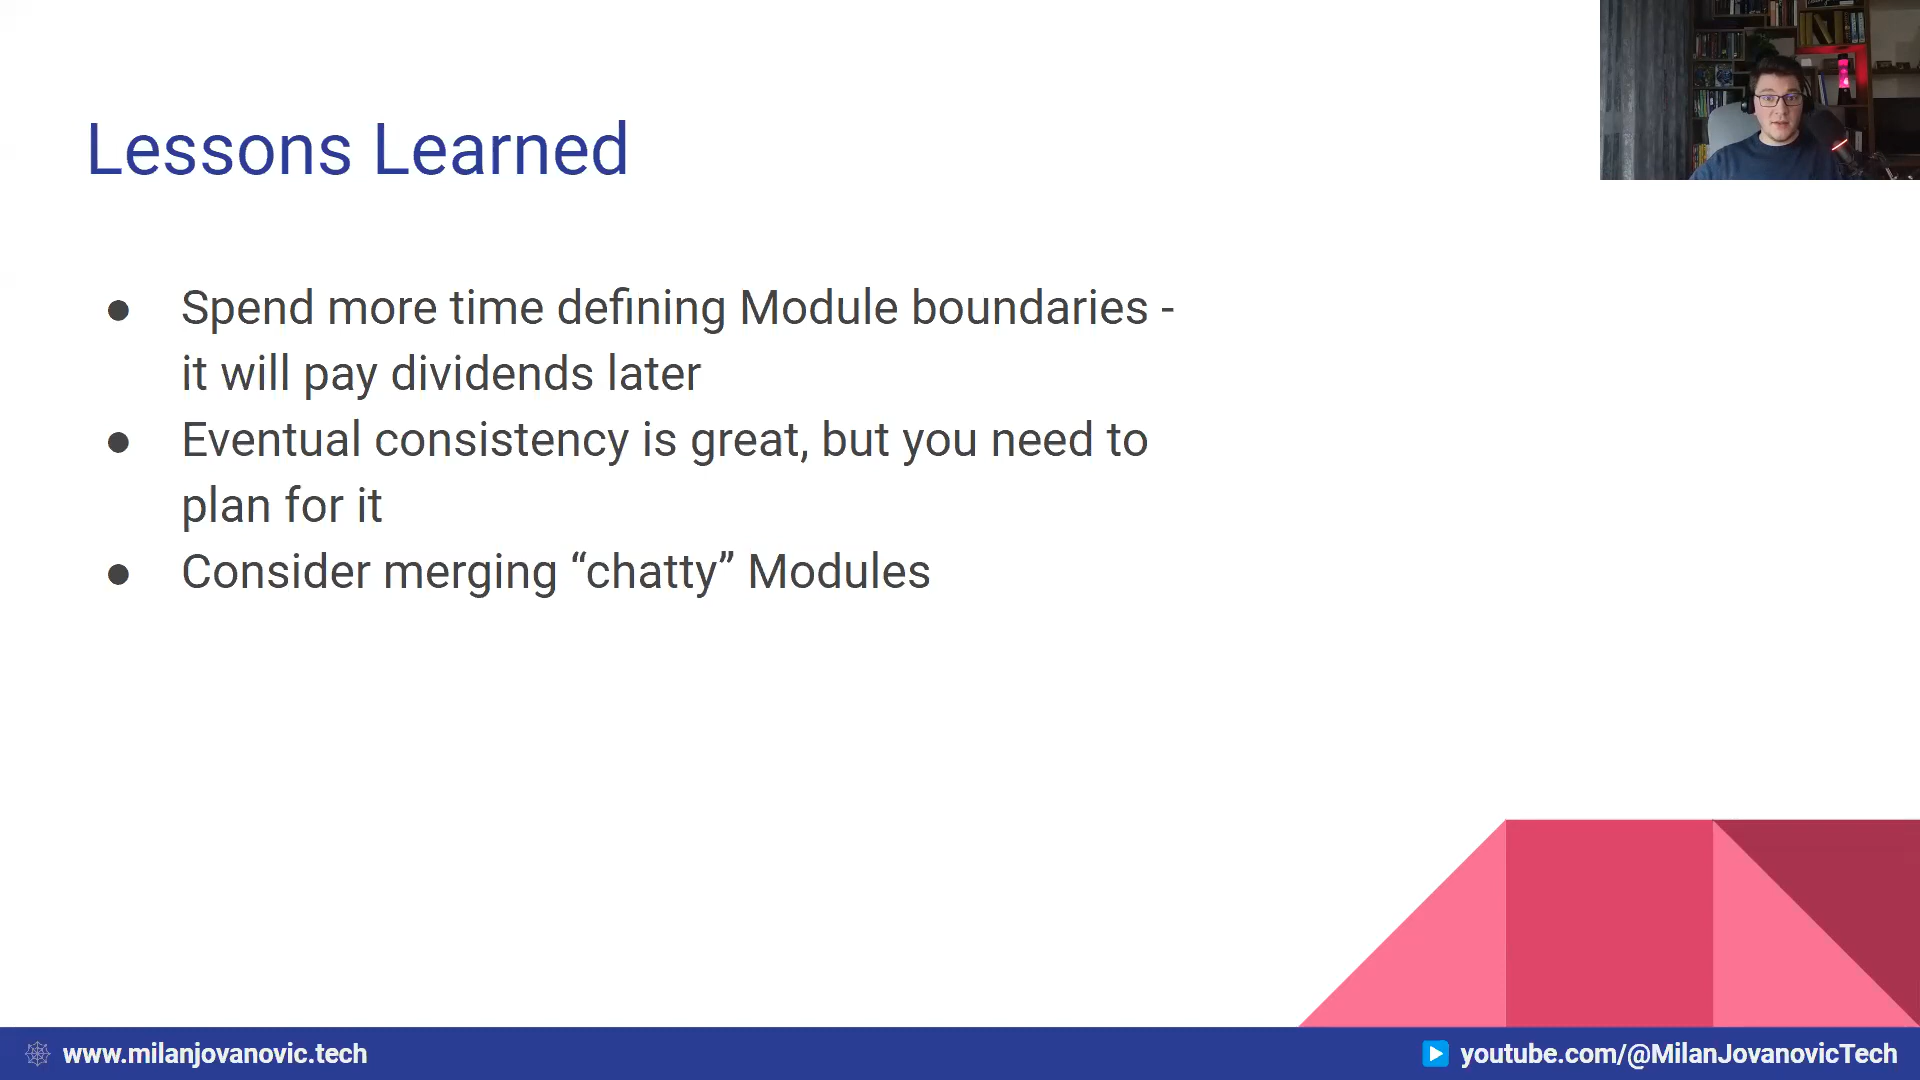 Lessons Learned
● Spend more time defining Module boundaries -
it will pay dividends later
● Eventual consistency is great, but you need to
plan for it
● Consider merging “chatty” Modules
www.milanjovanovic.tech
youtube.com/@MilanJovanovicTech